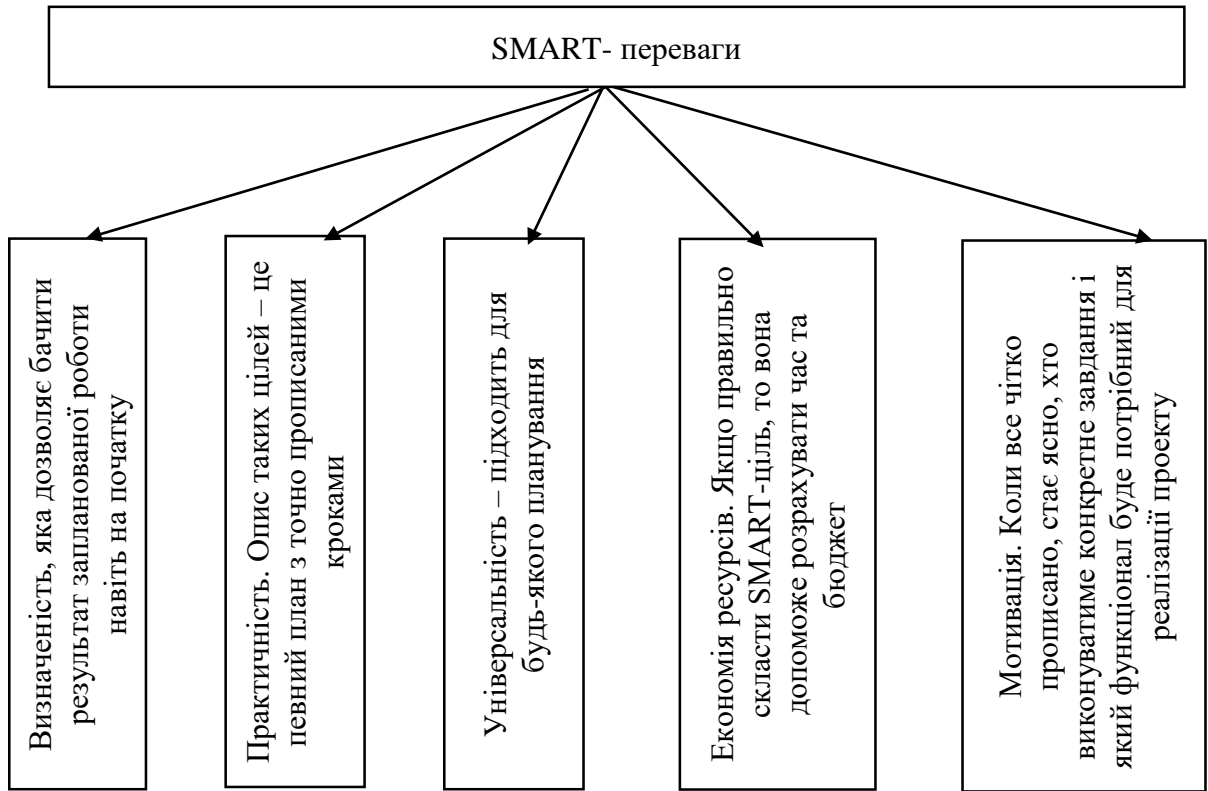 SMART- переваги
Визначеність, яка дозволяє бачити
результат запланованої роботи
навіть на початку
Практичність. Опис таких цілей – це
певний план з точно прописаними
кроками
Універсальність – підходить для
будь-якого планування
Економія ресурсів. Якщо правильно
скласти SMART-ціль, то вона
допоможе розрахувати час та
бюджет
Мотивація. Коли все чітко
прописано, стає ясно, хто
виконуватиме конкретне завдання і
який функціонал буде потрібний для
реалізації проекту